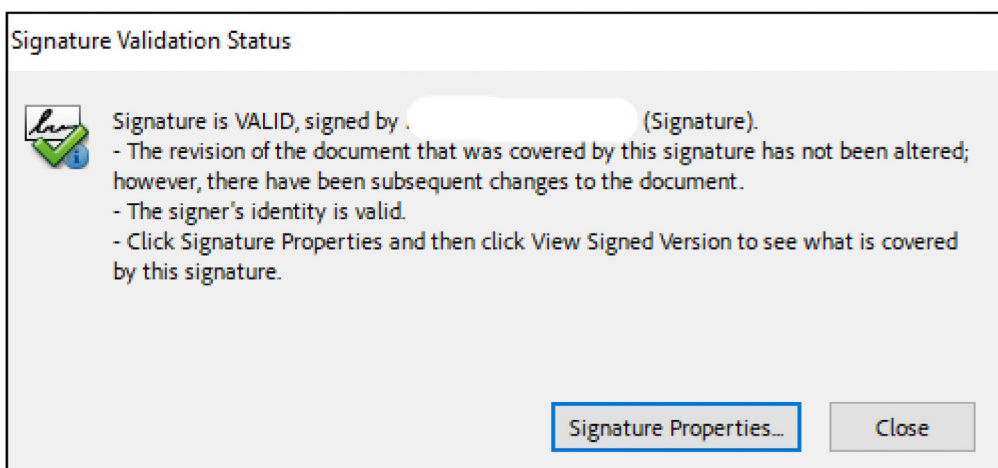 Signature Validation Status
Signature is VALID, signed by (Signature).
- The revision of the document that was covered by this signature has not been altered;
however, there have been subsequent changes to the document.
- The signer's identity is valid.
- Click Signature Properties and then click View Signed Version to see what is covered
by this signature.
Signature Properties... Close